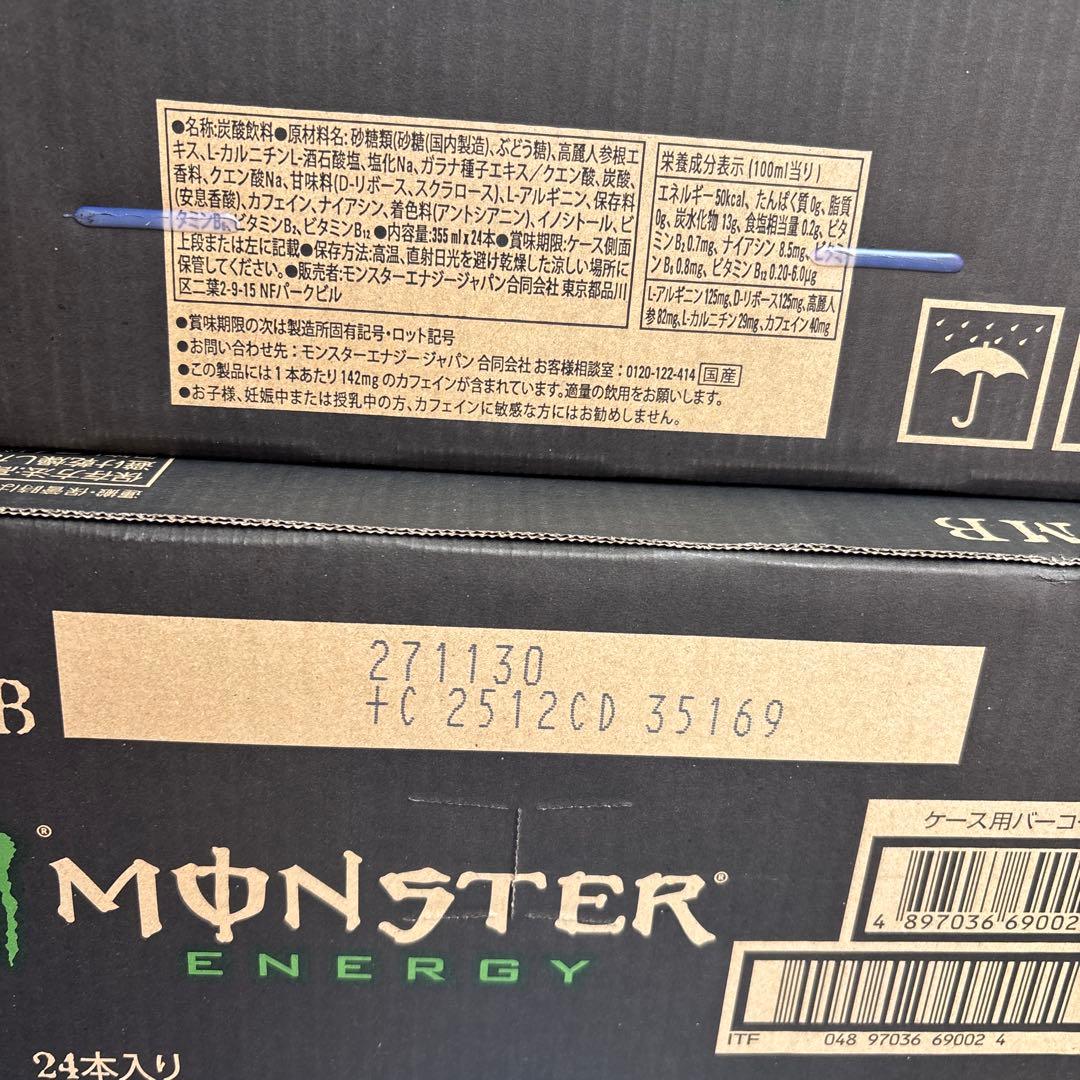 ●名称:炭酸飲料●原材料名:砂糖類(砂糖(国内製造)、ぶどう糖)、高麗人参根エ
キス、L-カルニチンL-酒石酸塩、塩化Na、ガラナ種子エキス/クエン酸、炭酸、
香料、クエン酸Na、甘味料(D-リボース、スクラロース)、L-アルギニン、保存料
(安息香酸)、カフェイン、ナイアシン、着色料(アントシアニン)、イノシトール、ビ
タミンB₆、ビタミンB₂、ビタミンB₁₂ ●内容量:355ml×24本●賞味期限:ケース側面
上段または左に記載●保存方法:高温、直射日光を避け乾燥した涼しい場所に
保管してください。●販売者:モンスターエナジージャパン合同会社 東京都品川
区二葉2-9-15 NFパークビル
栄養成分表示 (100ml当り)
エネルギー50kcal、たんぱく質0g、脂質
0g、炭水化物 13g、食塩相当量 0.2g、ビタ
ミンB₂ 0.7mg、ナイアシン 8.5mg、ビタミ
ンB₆ 0.8mg、ビタミンB₁₂ 0.20-6.0μg
L-アルギニン 125mg、D-リボース125mg、高麗人
参82mg、L-カルニチン 29mg、カフェイン 40mg
●賞味期限の次は製造所固有記号・ロット記号
●お問い合わせ先:モンスターエナジー ジャパン 合同会社 お客様相談室:0120-122-414 国産
●この製品には1本あたり142mgのカフェインが含まれています。適量の飲用をお願いします。
●お子様、妊娠中または授乳中の方、カフェインに敏感な方にはお勧めしません。
運搬・保管時は
保存方法:高
避け乾燥し
MB
271130
+C 2512CD 35169
B
MONSTER®
ENERGY
24本入り
ケース用バーコ
4 897036 69002
ITF 048 97036 69002 4